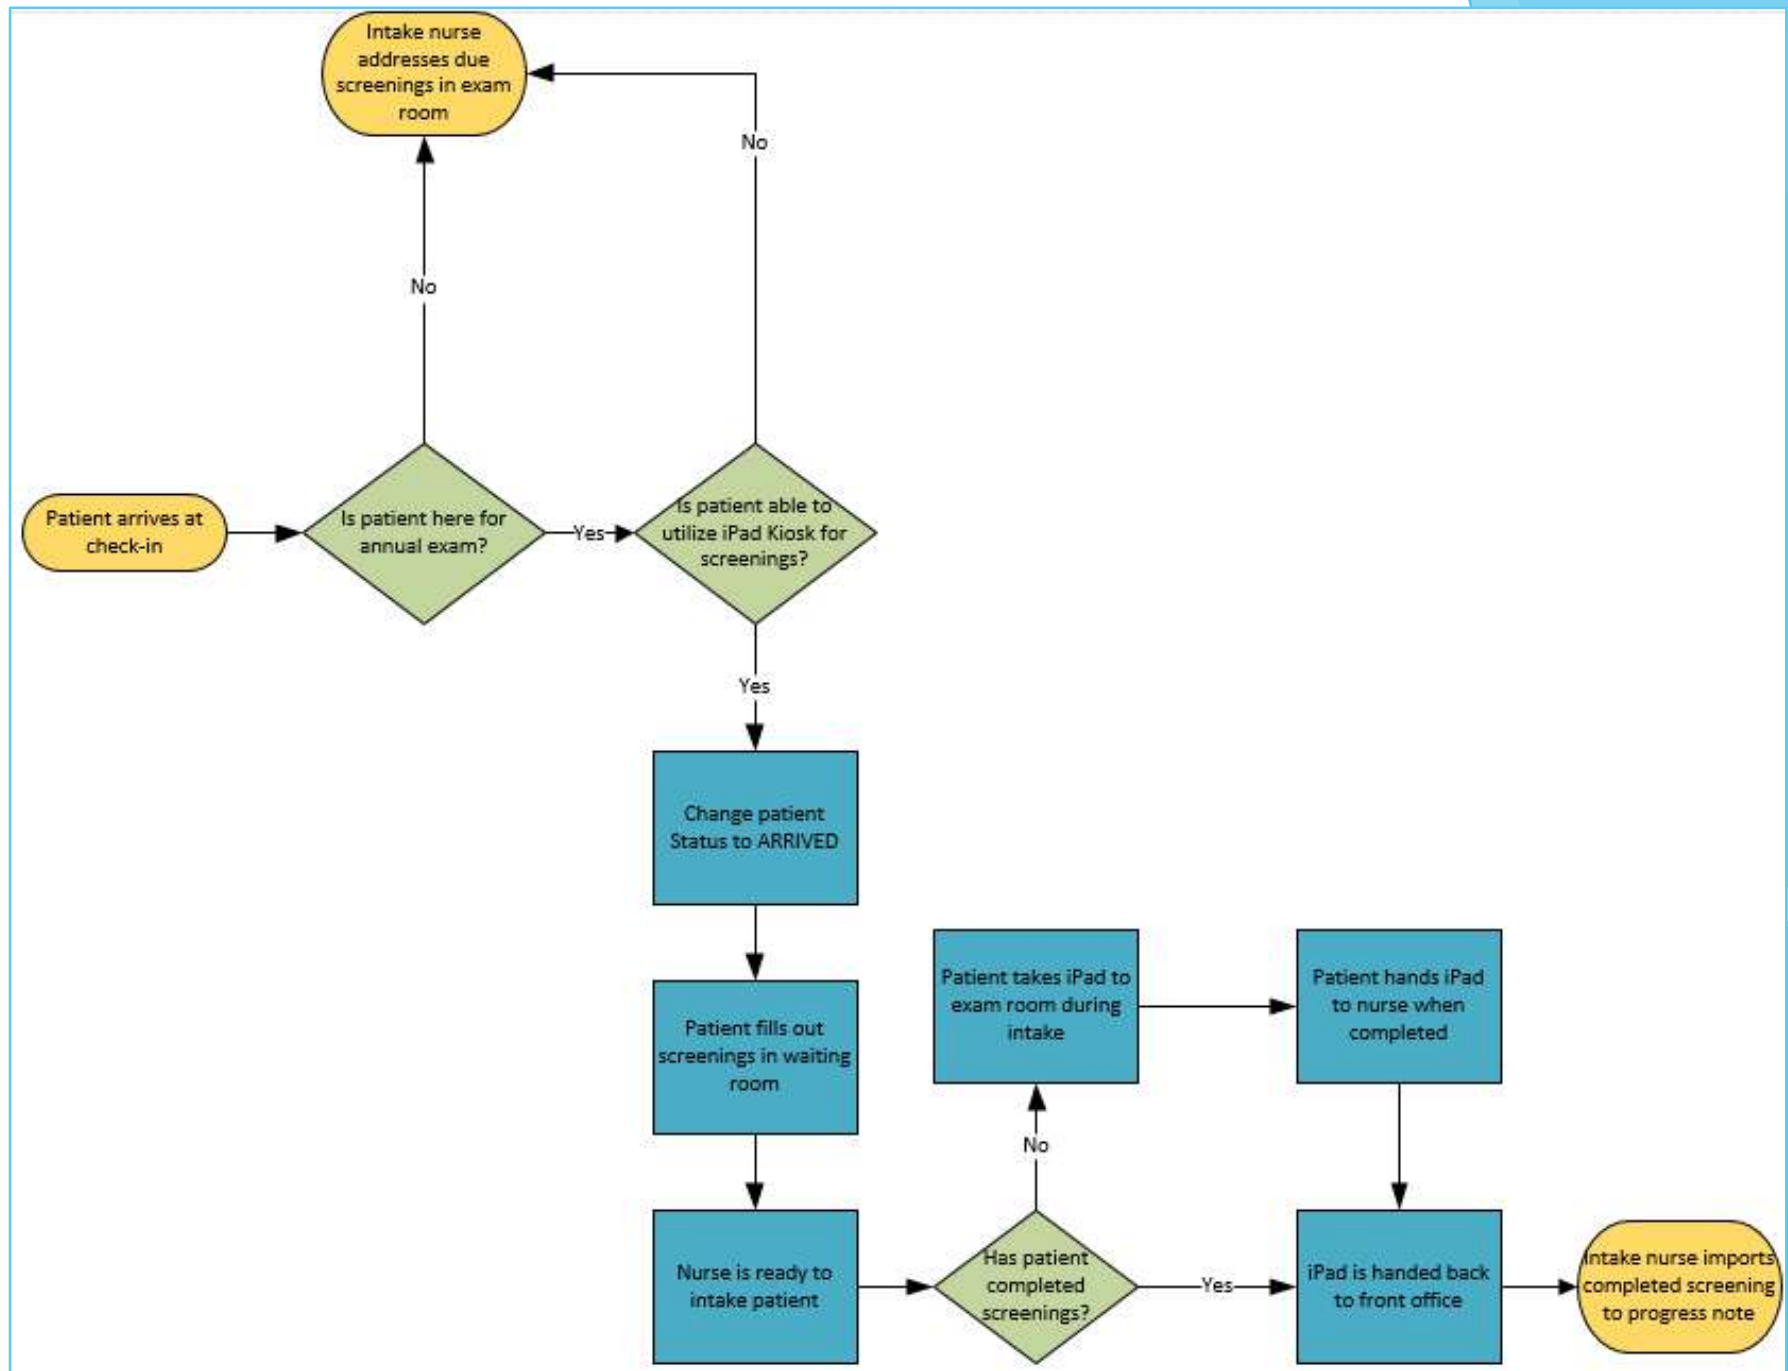 Intake nurse
addresses due
screenings in exam
room
No
No
Patient arrives at
check-in
Is patient here for
annual exam?
Yes
Is patient able to
utilize iPad Kiosk for
screenings?
Yes
Change patient
Status to ARRIVED
Patient fills out
screenings in waiting
room
Nurse is ready to
intake patient
Has patient
completed
screenings?
No
Patient takes iPad to
exam room during
intake
Patient hands iPad
to nurse when
completed
Yes
iPad is handed back
to front office
Intake nurse imports
completed screening
to progress note